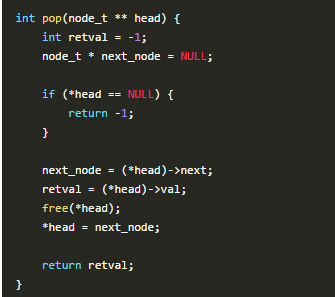 int pop(node_t ** head) {
    int retval = -1;
    node_t * next_node = NULL;

    if (*head == NULL) {
        return -1;
    }

    next_node = (*head)->next;
    retval = (*head)->val;
    free(*head);
    *head = next_node;

    return retval;
}